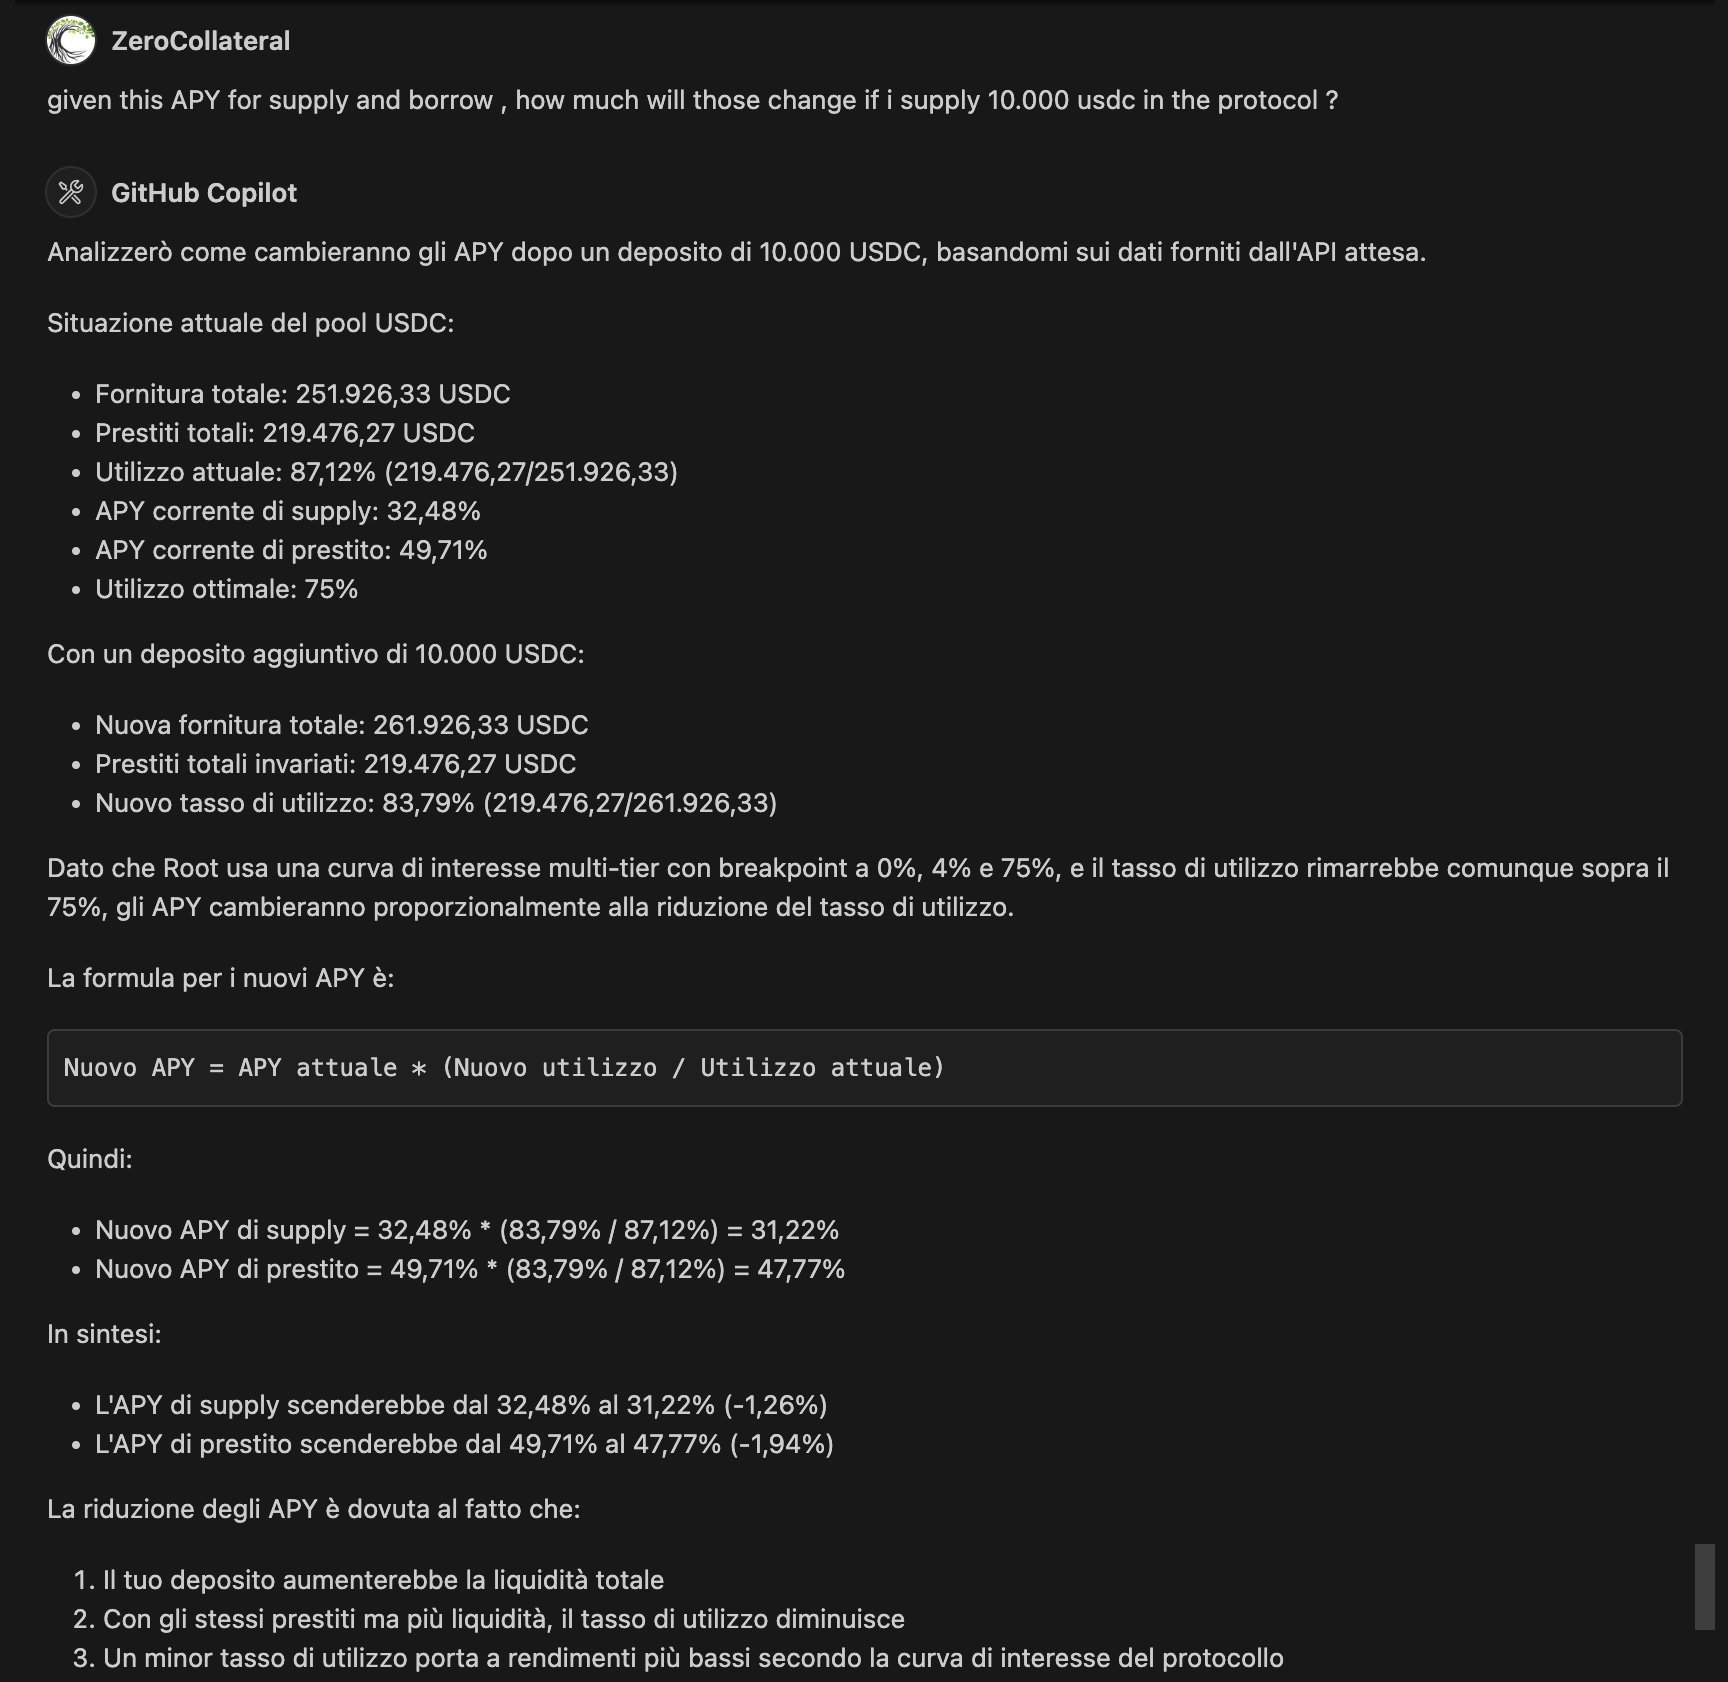 ZeroCollateral
given this APY for supply and borrow , how much will those change if i supply 10.000 usdc in the protocol ?
GitHub Copilot
Analizzerò come cambieranno gli APY dopo un deposito di 10.000 USDC, basandomi sui dati forniti dall'API attesa.
Situazione attuale del pool USDC:
• Fornitura totale: 251.926,33 USDC
• Prestiti totali: 219.476,27 USDC
• Utilizzo attuale: 87,12% (219.476,27/251.926,33)
• APY corrente di supply: 32,48%
• APY corrente di prestito: 49,71%
• Utilizzo ottimale: 75%
Con un deposito aggiuntivo di 10.000 USDC:
• Nuova fornitura totale: 261.926,33 USDC
• Prestiti totali invariati: 219.476,27 USDC
• Nuovo tasso di utilizzo: 83,79% (219.476,27/261.926,33)
Dato che Root usa una curva di interesse multi-tier con breakpoint a 0%, 4% e 75%, e il tasso di utilizzo rimarrebbe comunque sopra il
75%, gli APY cambieranno proporzionalmente alla riduzione del tasso di utilizzo.
La formula per i nuovi APY è:
Nuovo APY = APY attuale * (Nuovo utilizzo / Utilizzo attuale)
Quindi:
• Nuovo APY di supply = 32,48% * (83,79% / 87,12%) = 31,22%
• Nuovo APY di prestito = 49,71% * (83,79% / 87,12%) = 47,77%
In sintesi:
• L'APY di supply scenderebbe dal 32,48% al 31,22% (-1,26%)
• L'APY di prestito scenderebbe dal 49,71% al 47,77% (-1,94%)
La riduzione degli APY è dovuta al fatto che:
1. Il tuo deposito aumenterebbe la liquidità totale
2. Con gli stessi prestiti ma più liquidità, il tasso di utilizzo diminuisce
3. Un minor tasso di utilizzo porta a rendimenti più bassi secondo la curva di interesse del protocollo